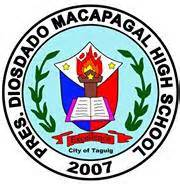 PRES. DIOSDADO MACAPAGAL HIGH SCHOOL
City of Taguig
2007